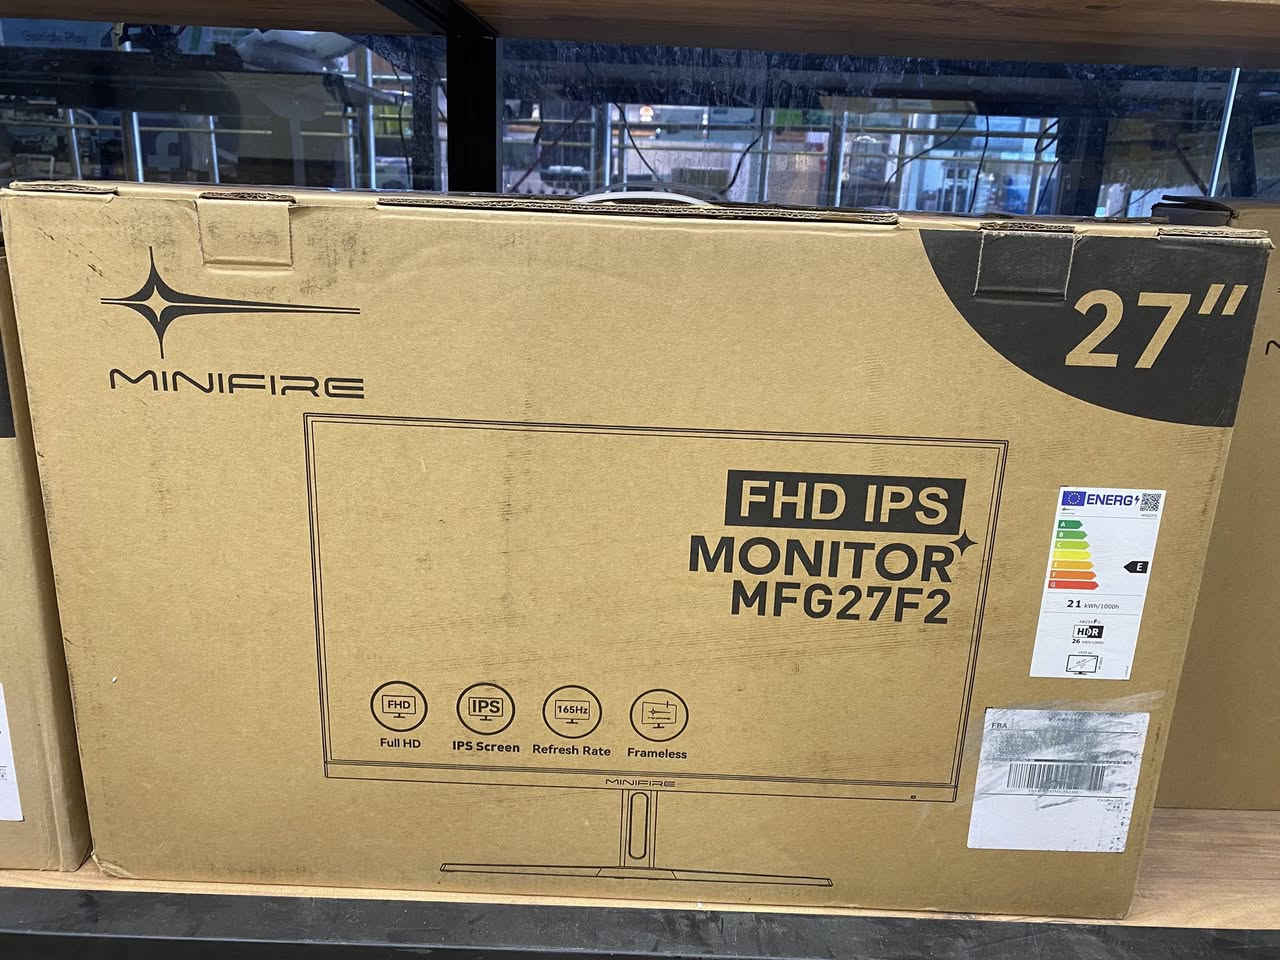 MINIFIRE
27"
FHD IPS
MONITOR
MFG27F2
ENERG
A
B
C
D
E
F
G
E
21 kWh/1000h
HDR
26
FHD
IPS
165Hz
Full HD
IPS Screen
Refresh Rate
Frameless
MINIFIRE
FBA